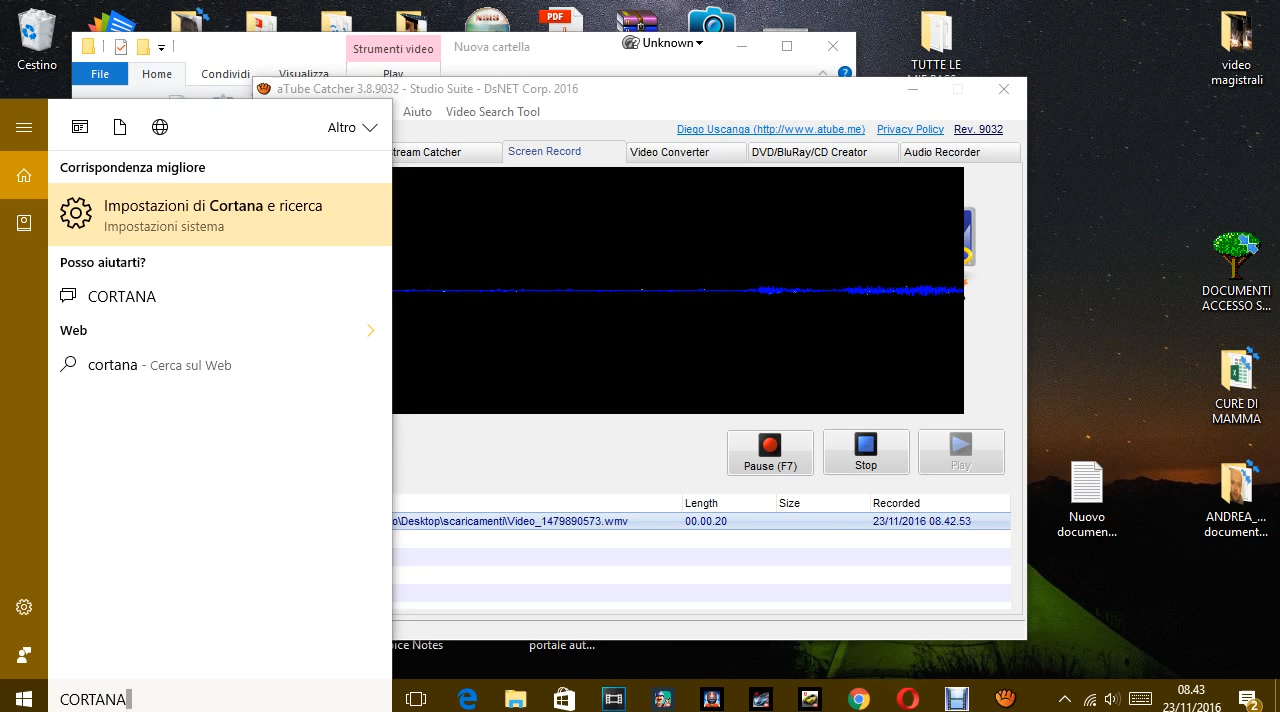 Cestino
NSIS
PDF
Strumenti video
Nuova cartella
Unknown
File
Home
Condividi
Visualizza
Play
TUTTE LE
video
magistrali
aTube Catcher 3.8.9032 - Studio Suite - DsNET Corp. 2016
Aiuto
Video Search Tool
Diego Uscanga (http://www.atube.me)
Privacy Policy
Rev. 9032
tream Catcher
Screen Record
Video Converter
DVD/BluRay/CD Creator
Audio Recorder
Altro
Corrispondenza migliore
Impostazioni di Cortana e ricerca
Impostazioni sistema
Posso aiutarti?
CORTANA
Web
cortana - Cerca sul Web
Pause (F7)
Stop
Play
Length
Size
Recorded
o\Desktop\scaricamenti\Video_1479890573.wmv
00.00.20
23/11/2016 08.42.53
DOCUMENTI
ACCESSO S...
CURE DI
MAMMA
Nuovo
documen...
ANDREA_...
document...
ice Notes
portale aut...
CORTANA
08.43
23/11/2016
2